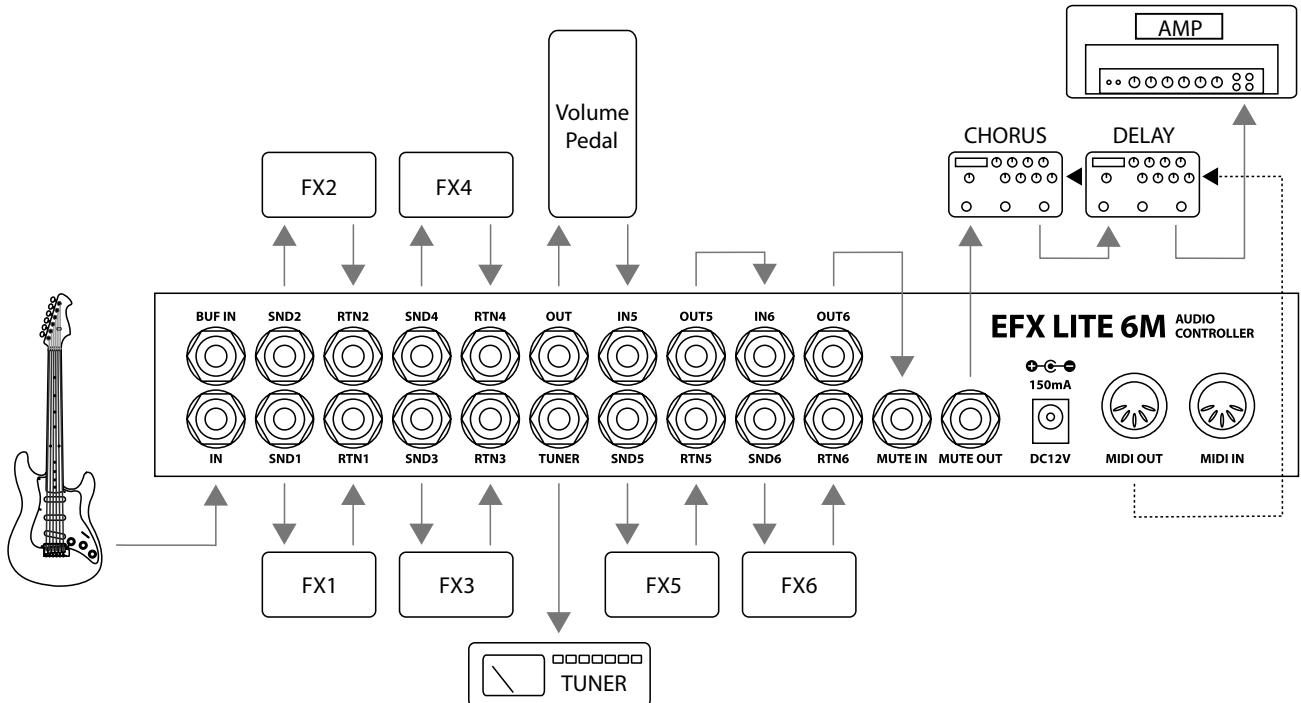 AMP
CHORUS
DELAY
Volume
Pedal
FX2
FX4
BUF IN
SND2
RTN2
SND4
RTN4
OUT
IN5
OUT5
IN6
OUT6
EFX LITE 6M
AUDIO
CONTROLLER
150mA
IN
SND1
RTN1
SND3
RTN3
TUNER
SND5
RTN5
SND6
RTN6
MUTE IN
MUTE OUT
DC12V
MIDI OUT
MIDI IN
FX1
FX3
FX5
FX6
TUNER